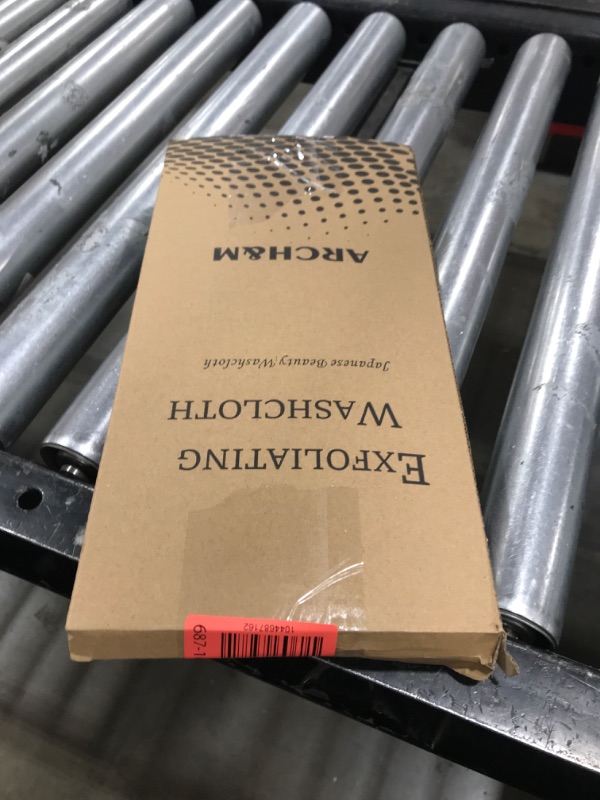 EXFOLIATING
WASHCLOTH
Japanese Beauty Washcloth
ARCH&M
1044687162
687-1